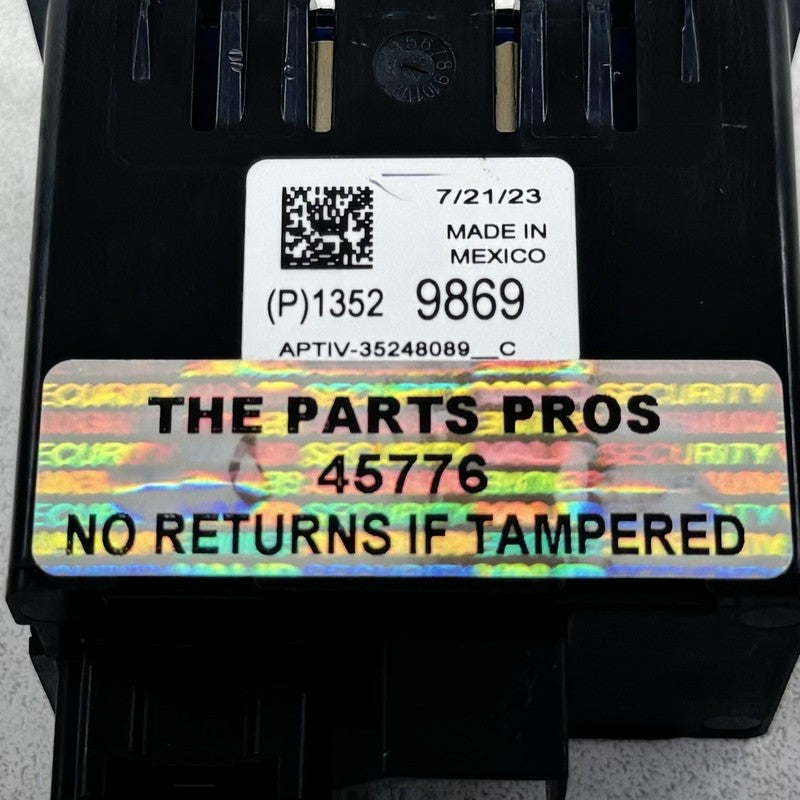 7/21/23
MADE IN
MEXICO
(P)1352 9869
APTIV-35248089__C
THE PARTS PROS
45776
NO RETURNS IF TAMPERED